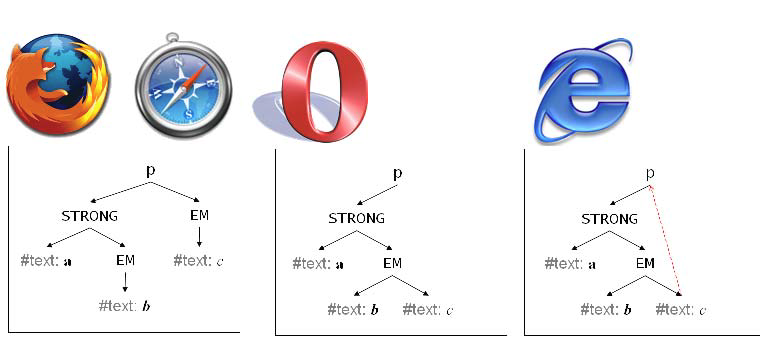 p
STRONG EM
#text: a EM #text: c
#text: b
p
STRONG
#text: a EM
#text: b #text: c
p
STRONG
#text: a EM
#text: b #text: c